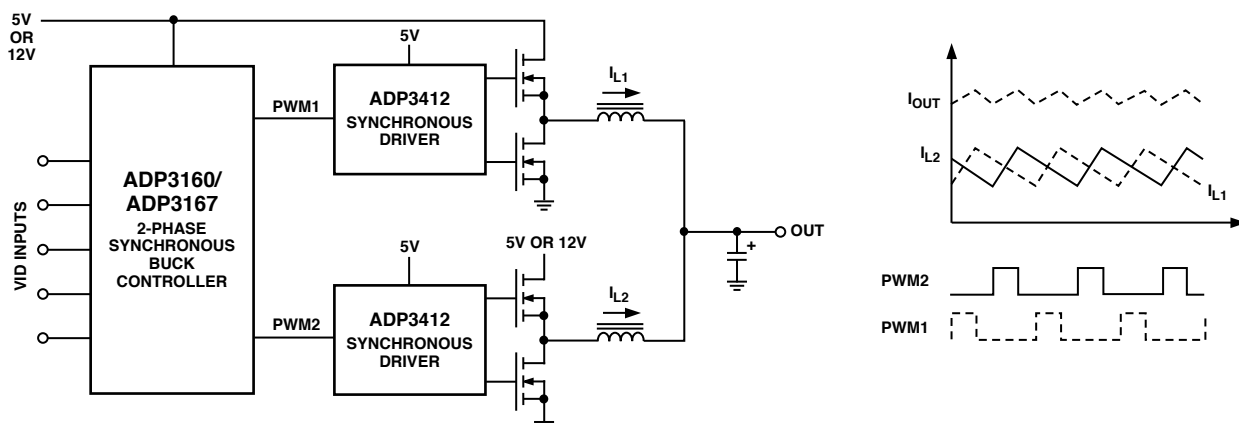 5V
OR
12V
VID INPUTS
ADP3160/
ADP3167
2-PHASE
SYNCHRONOUS
BUCK
CONTROLLER
PWM1
5V
ADP3412
SYNCHRONOUS
DRIVER
IL1
PWM2
5V
ADP3412
SYNCHRONOUS
DRIVER
5V OR 12V
IL2
+
OUT
IOUT
IL2
IL1
PWM2
PWM1